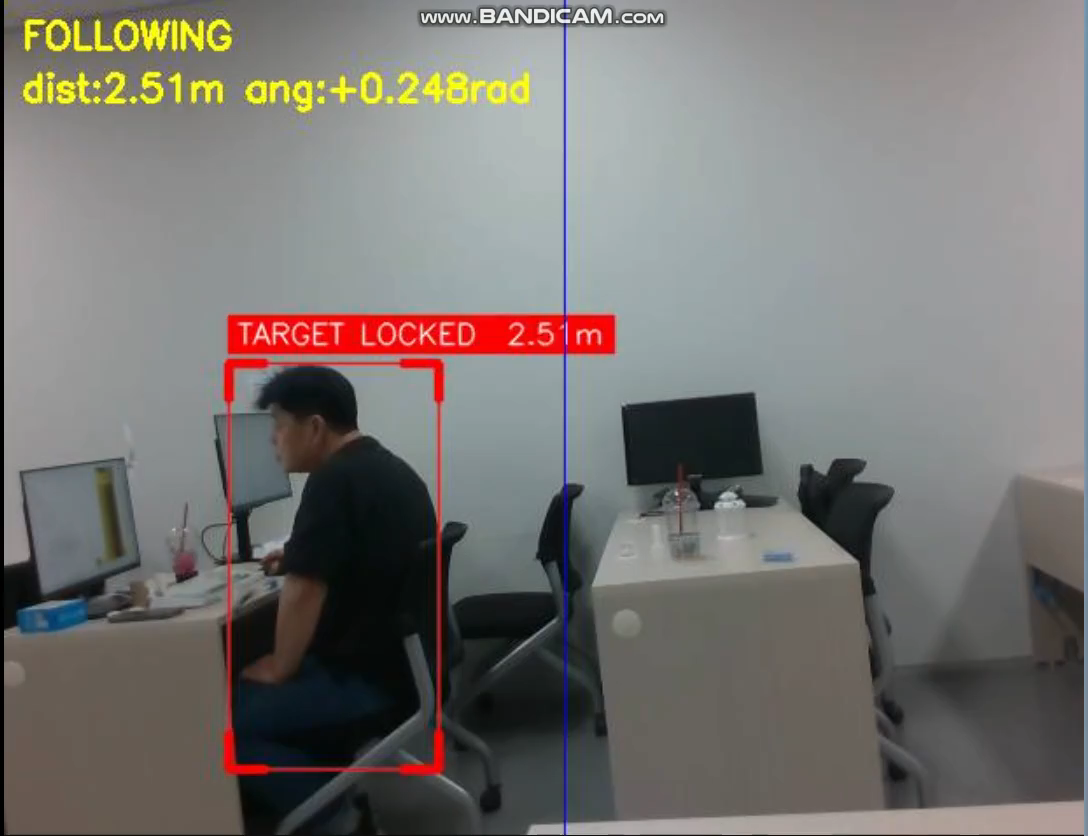 www.BANDICAM.com
FOLLOWING
dist:2.51m ang:+0.248rad
TARGET LOCKED 2.51m